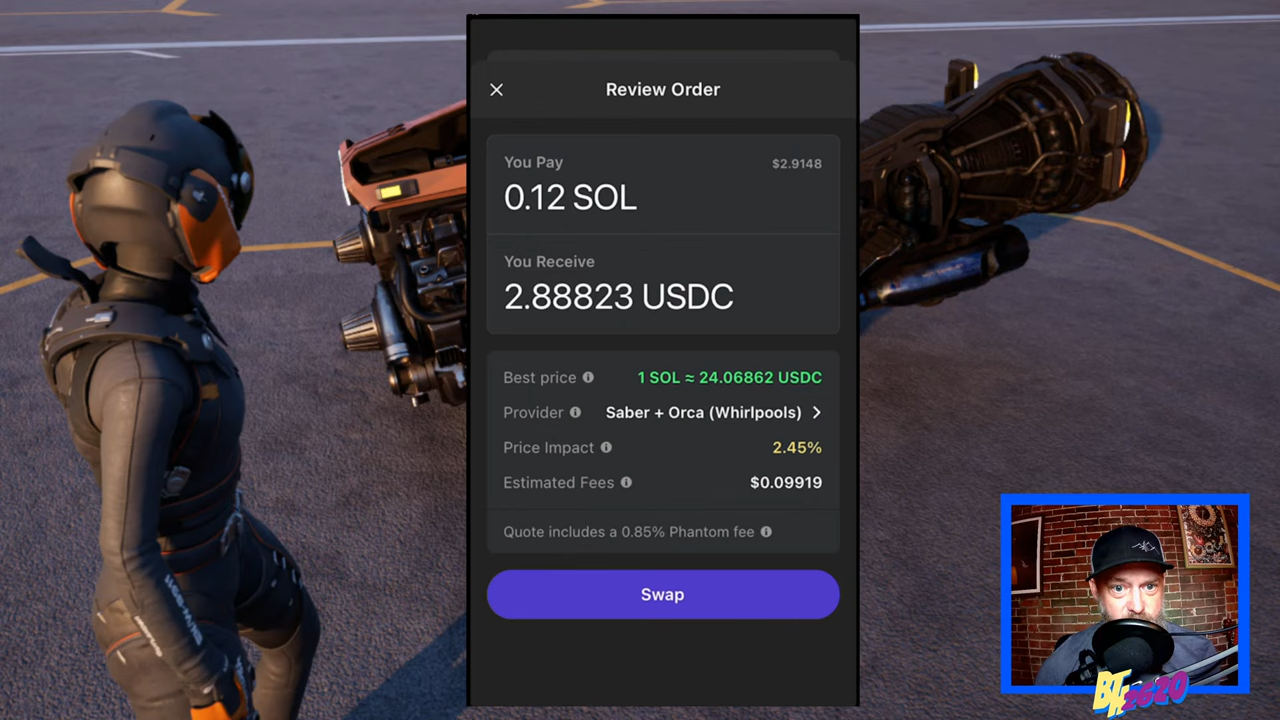 Review Order
You Pay $2.9148
0.12 SOL
You Receive
2.88823 USDC
Best price 1 SOL ≈ 24.06862 USDC
Provider Saber + Orca (Whirlpools)
Price Impact 2.45%
Estimated Fees $0.09919
Quote includes a 0.85% Phantom fee
Swap
BTK2620